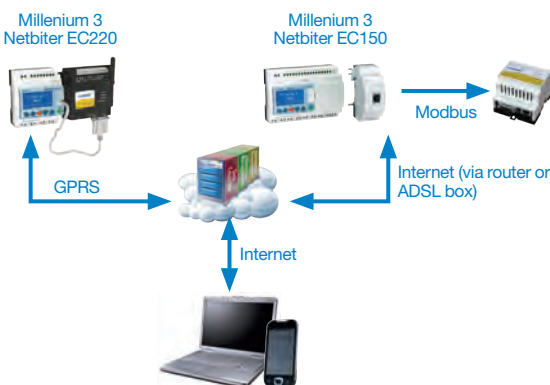 Millenium 3
Netbiter EC220
Millenium 3
Netbiter EC150
Modbus
GPRS
Internet (via router or
ADSL box)
Internet